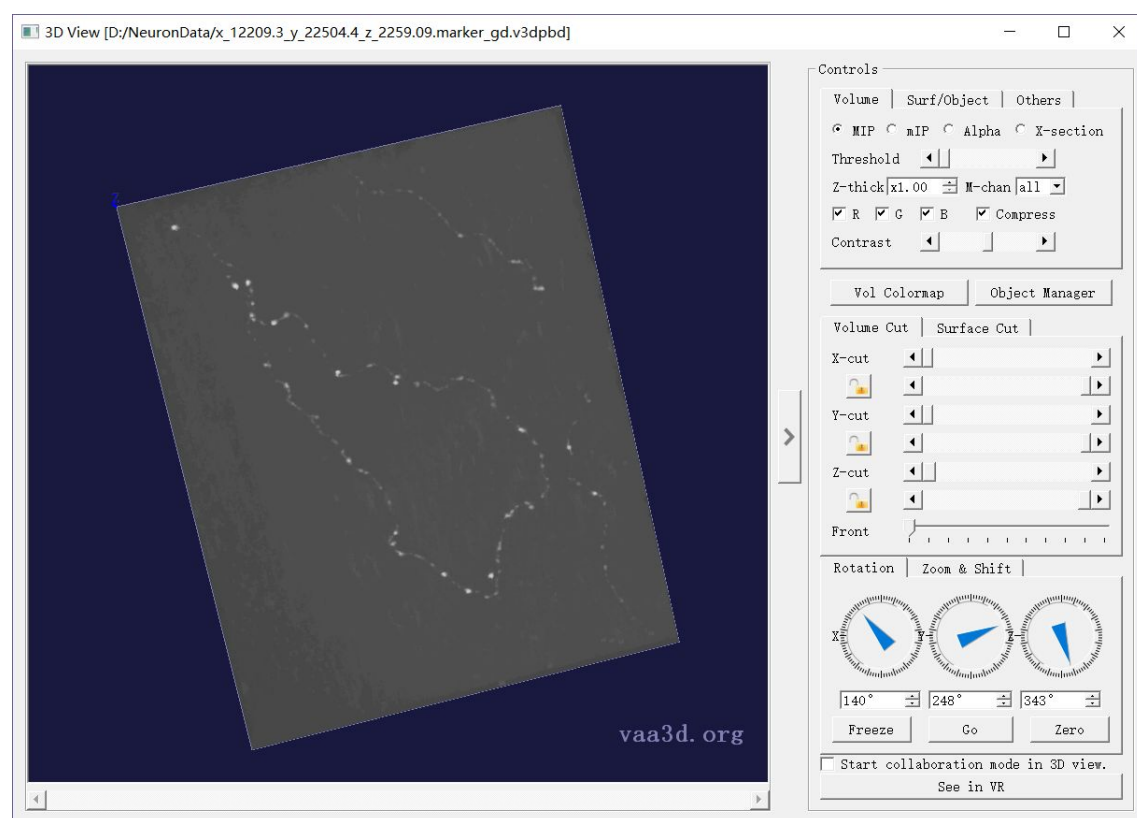 3D View [D:/NeuronData/x_12209.3_y_22504.4_z_2259.09.marker_gd.v3dpbd]
Controls
Volume Surf/Object Others
MIP mIP Alpha X-section
Threshold
Z-thick x1.00 M-chan all
R G B Compress
Contrast
Vol Colormap Object Manager
Volume Cut Surface Cut
X-cut
Y-cut
Z-cut
Front
Rotation Zoom & Shift
X Y Z
140° 248° 343°
Freeze Go Zero
Start collaboration mode in 3D view.
See in VR
Z
vaa3d.org